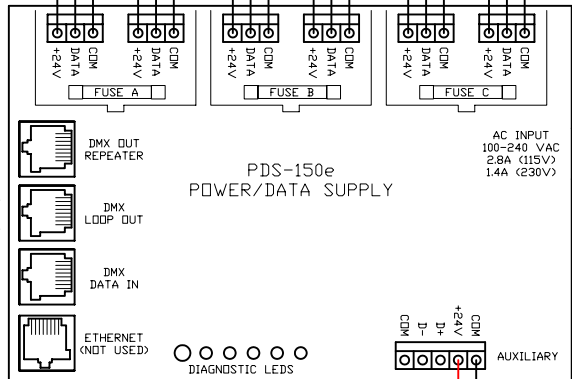 +24V DATA COM +24V DATA COM +24V DATA COM +24V DATA COM +24V DATA COM +24V DATA COM
FUSE A FUSE B FUSE C
DMX OUT
REPEATER
AC INPUT
100-240 VAC
2.8A (115V)
1.4A (230V)
PDS-150e
POWER/DATA SUPPLY
DMX
LOOP OUT
DMX
DATA IN
ETHERNET
(NOT USED)
DIAGNOSTIC LEDS
COM D- D+ +24V COM
AUXILIARY